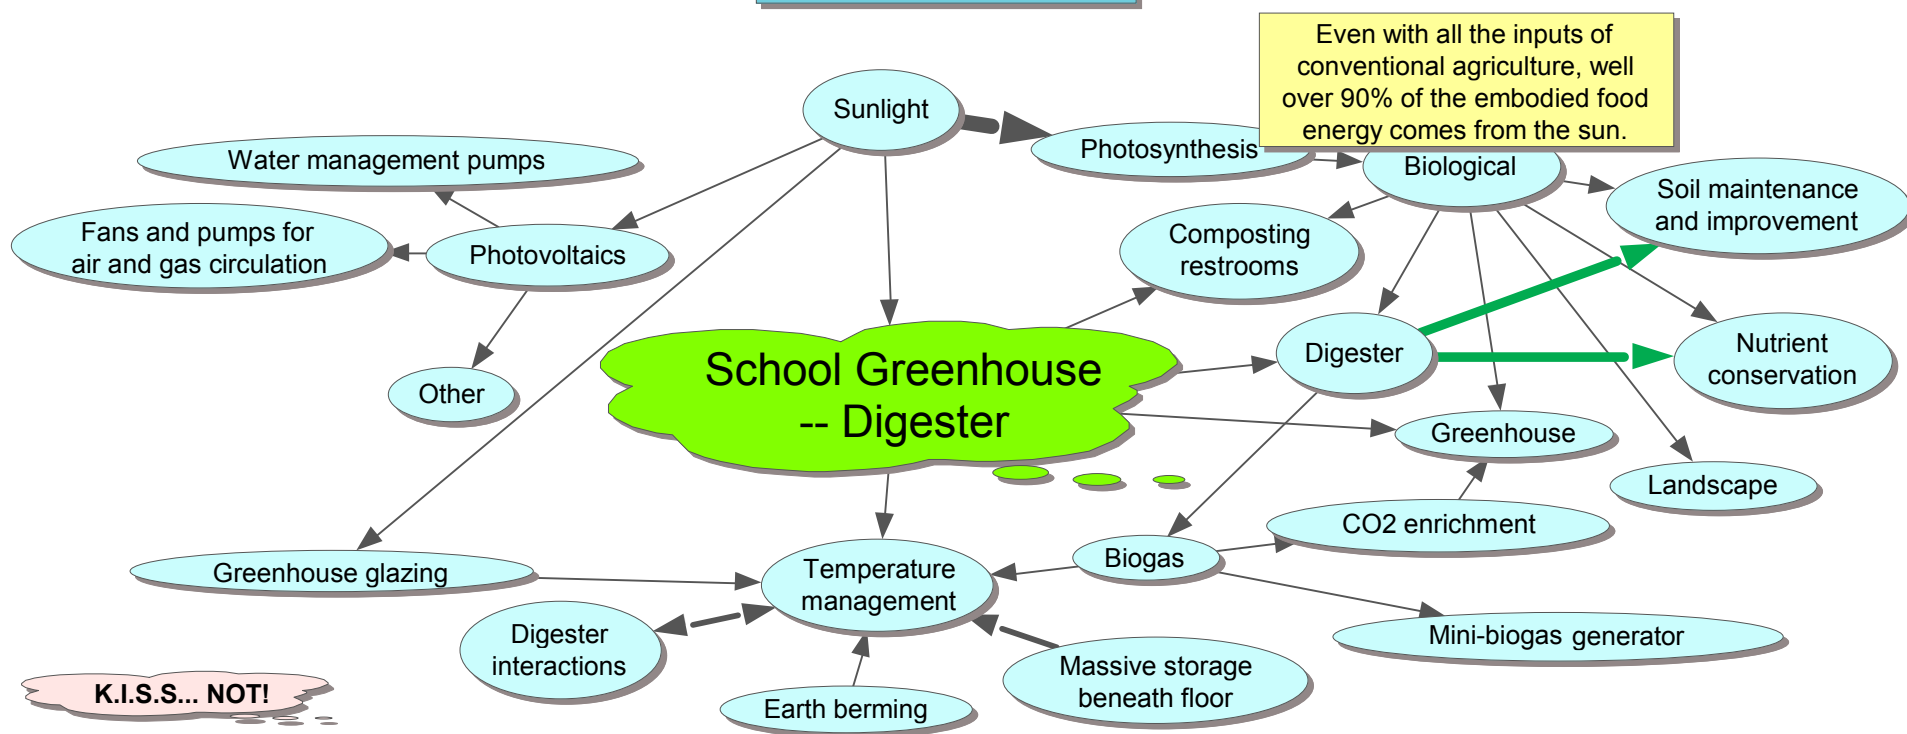 Even with all the inputs of
conventional agriculture, well
over 90% of the embodied food
energy comes from the sun.
Sunlight
Photosynthesis
Biological
Water management pumps
Soil maintenance
and improvement
Fans and pumps for
air and gas circulation
Photovoltaics
Composting
restrooms
Other
School Greenhouse
-- Digester
Digester
Nutrient
conservation
Greenhouse
Landscape
CO2 enrichment
Biogas
Greenhouse glazing
Temperature
management
Digester
interactions
Mini-biogas generator
Massive storage
beneath floor
Earth berming
K.I.S.S... NOT!